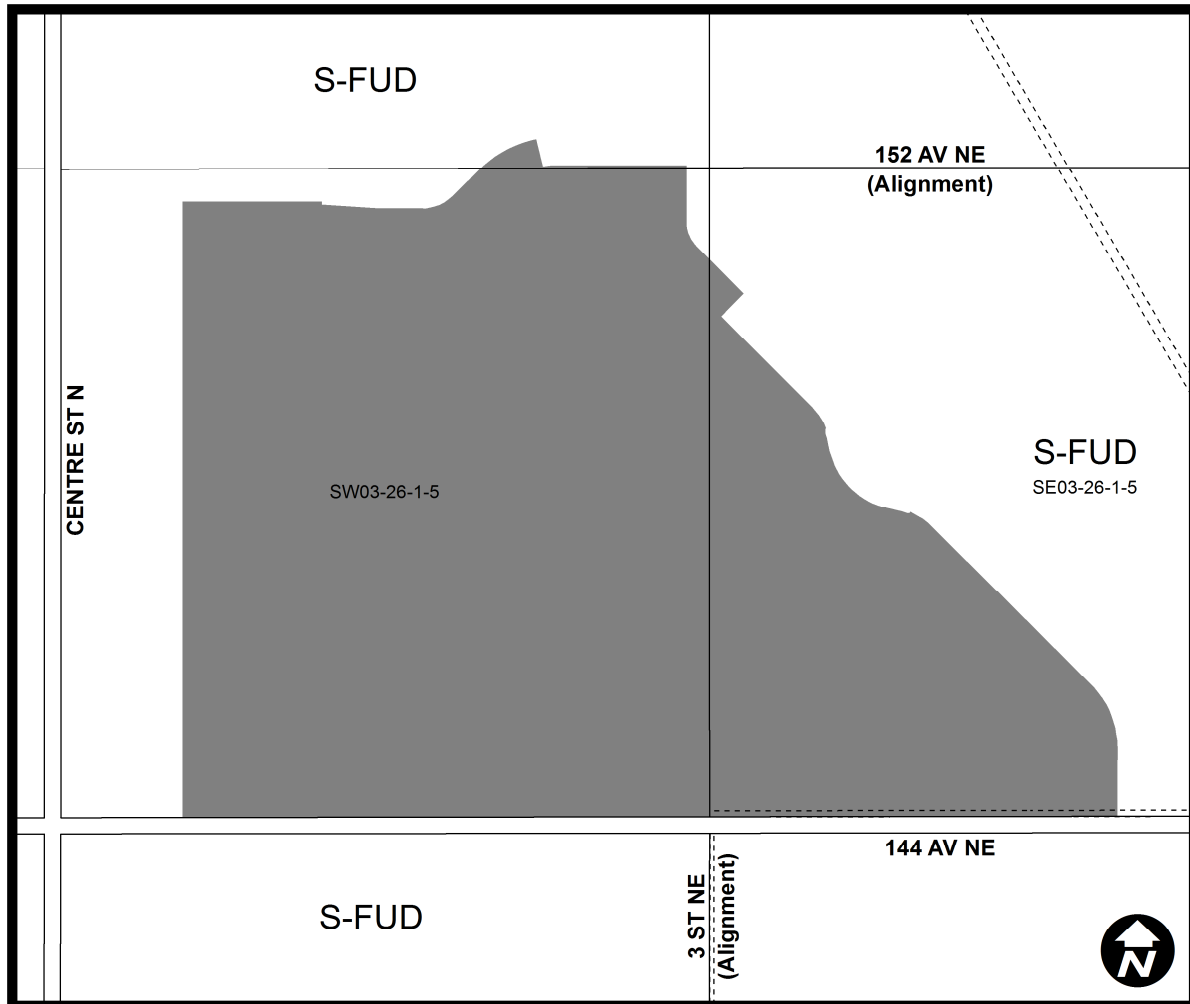 S-FUD
152 AV NE
(Alignment)
CENTRE ST N
S-FUD
SE03-26-1-5
SW03-26-1-5
144 AV NE
3 ST NE
(Alignment)
S-FUD
N